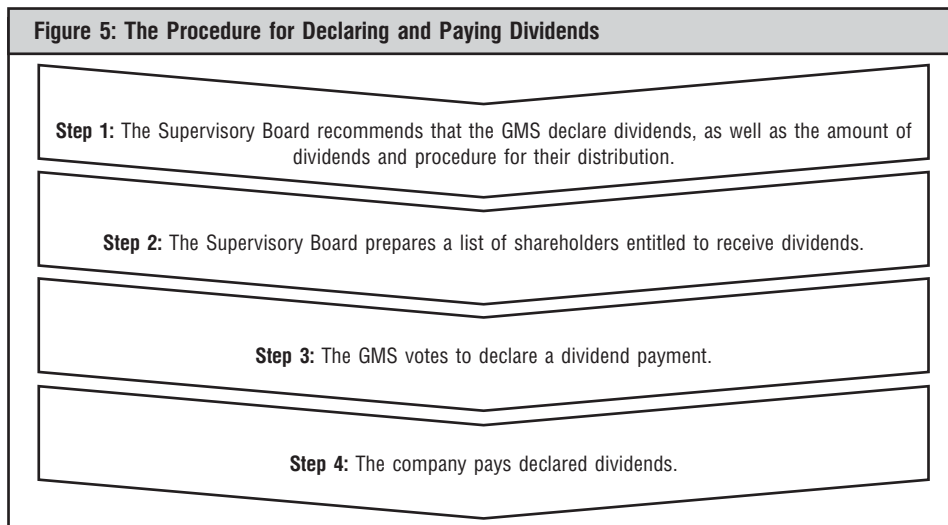 Figure 5: The Procedure for Declaring and Paying Dividends
Step 1: The Supervisory Board recommends that the GMS declare dividends, as well as the amount of
dividends and procedure for their distribution.
Step 2: The Supervisory Board prepares a list of shareholders entitled to receive dividends.
Step 3: The GMS votes to declare a dividend payment.
Step 4: The company pays declared dividends.